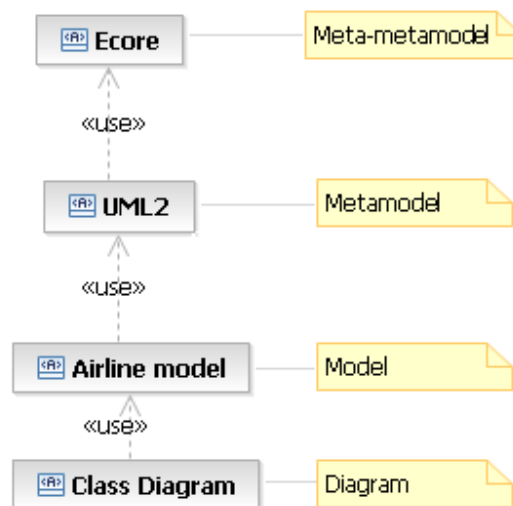 Ecore
Meta-metamodel
«use»
UML2
Metamodel
«use»
Airline model
Model
«use»
Class Diagram
Diagram